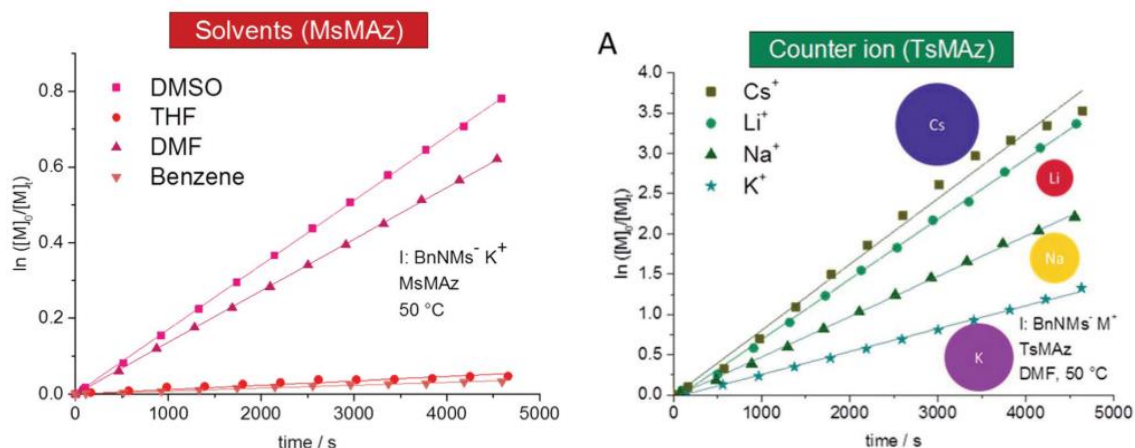 Solvents (MsMAz)
ln ([M]₀/[M]ₜ)
0.8
0.6
0.4
0.2
0.0
DMSO
THF
DMF
Benzene
I: BnNMs⁻ K⁺
MsMAz
50 °C
0 1000 2000 3000 4000 5000
time / s
A
Counter ion (TsMAz)
ln ([M]₀/[M]ₜ)
4.0
3.5
3.0
2.5
2.0
1.5
1.0
0.5
0.0
Cs⁺
Li⁺
Na⁺
K⁺
Cs
Li
Na
K
I: BnNMs⁻ M⁺
TsMAz
DMF, 50 °C
0 1000 2000 3000 4000 5000
time / s